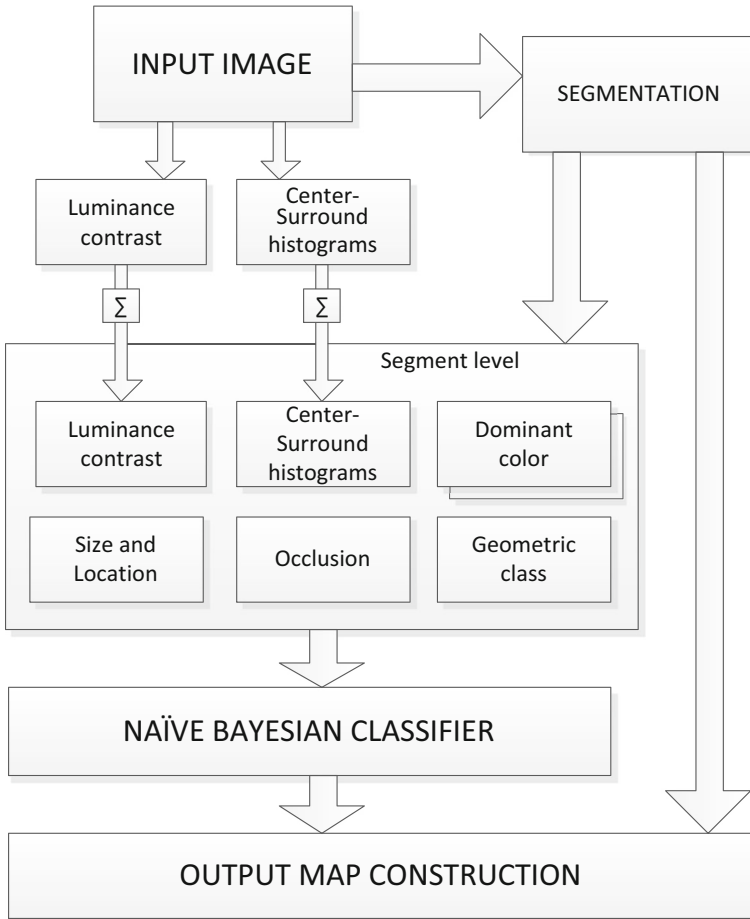 INPUT IMAGE
SEGMENTATION
Luminance
contrast
Center-
Surround
histograms
Σ
Σ
Segment level
Luminance
contrast
Center-
Surround
histograms
Dominant
color
Size and
Location
Occlusion
Geometric
class
NAÏVE BAYESIAN CLASSIFIER
OUTPUT MAP CONSTRUCTION